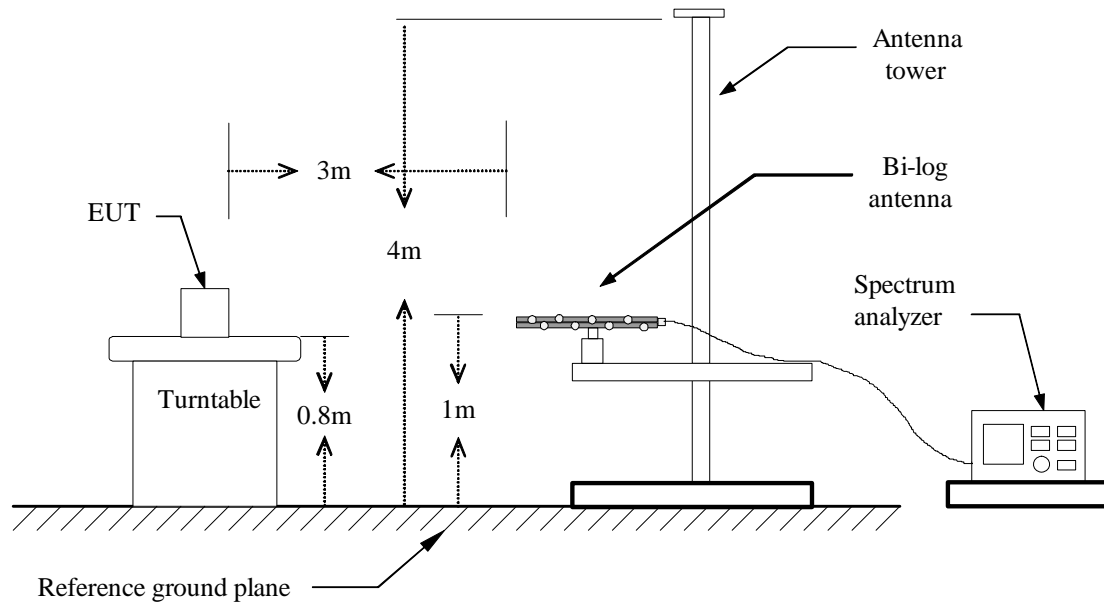 Antenna
tower
3m
Bi-log
antenna
EUT
4m
Spectrum
analyzer
Turntable
0.8m
1m
Reference ground plane